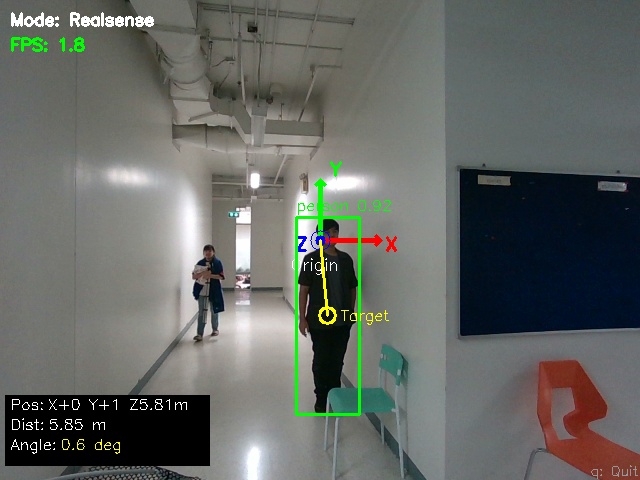 Mode: Realsense
FPS: 1.8
Y
person 0.92
Z
X
Origin
Target
Pos: X+0 Y+1 Z5.81m
Dist: 5.85 m
Angle: 0.6 deg
q: Quit